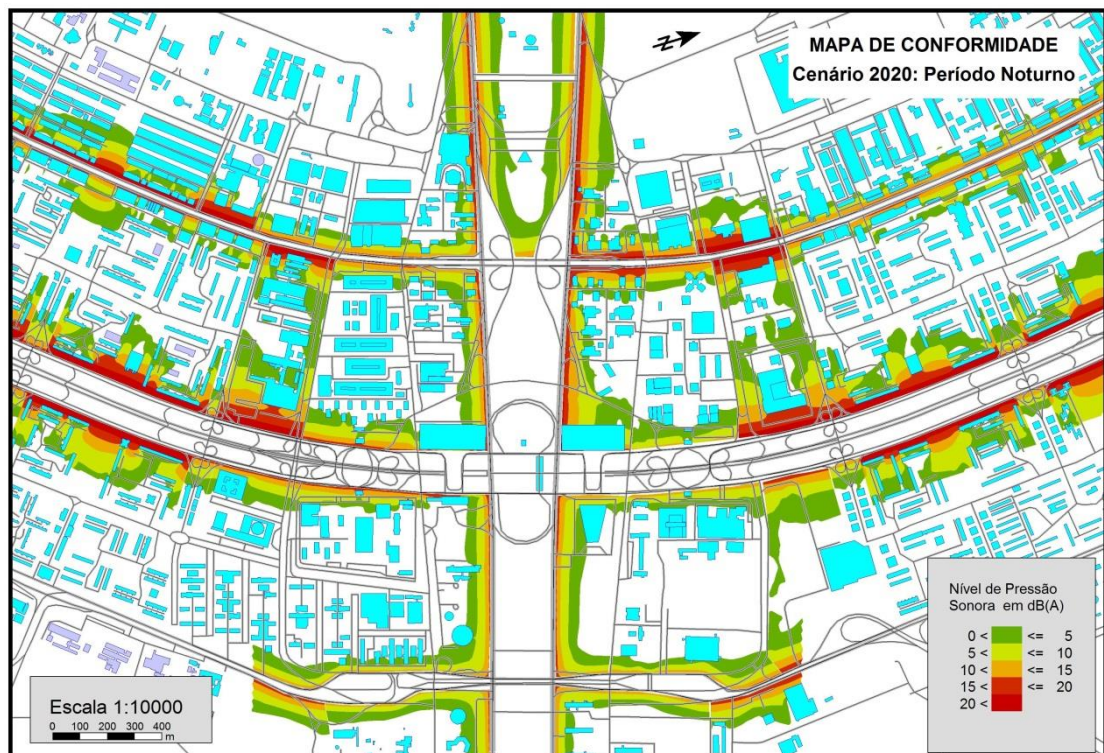 N
MAPA DE CONFORMIDADE
Cenário 2020: Período Noturno
Nível de Pressão
Sonora em dB(A)
0 < <= 5
5 < <= 10
10 < <= 15
15 < <= 20
20 <
Escala 1:10000
0 100 200 300 400
m